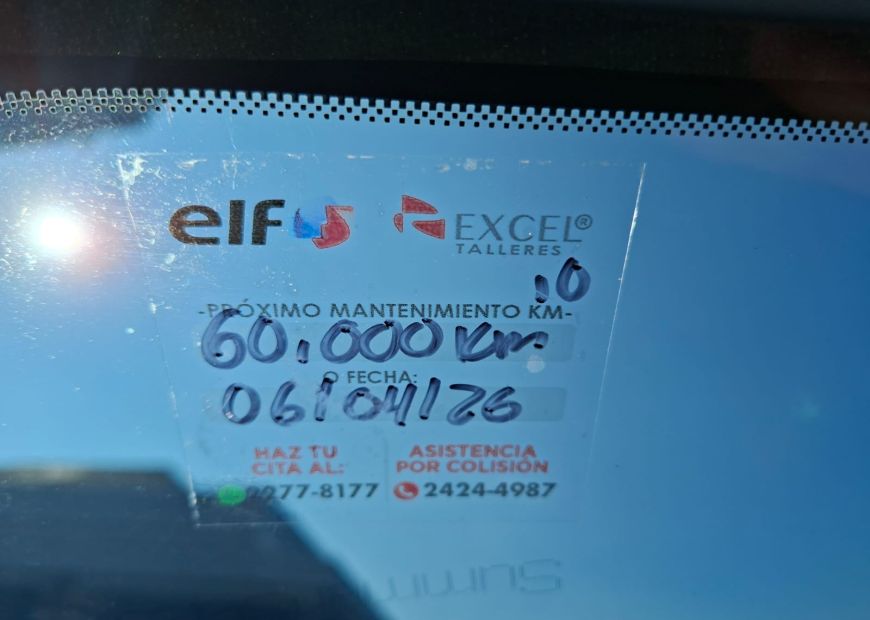 elf EXCEL®
TALLERES
,0
-PRÓXIMO MANTENIMIENTO KM-
60.000 Km
O FECHA:
06/04/26
HAZ TU
CITA AL:
ASISTENCIA
POR COLISIÓN
2277-8177
2424-4987